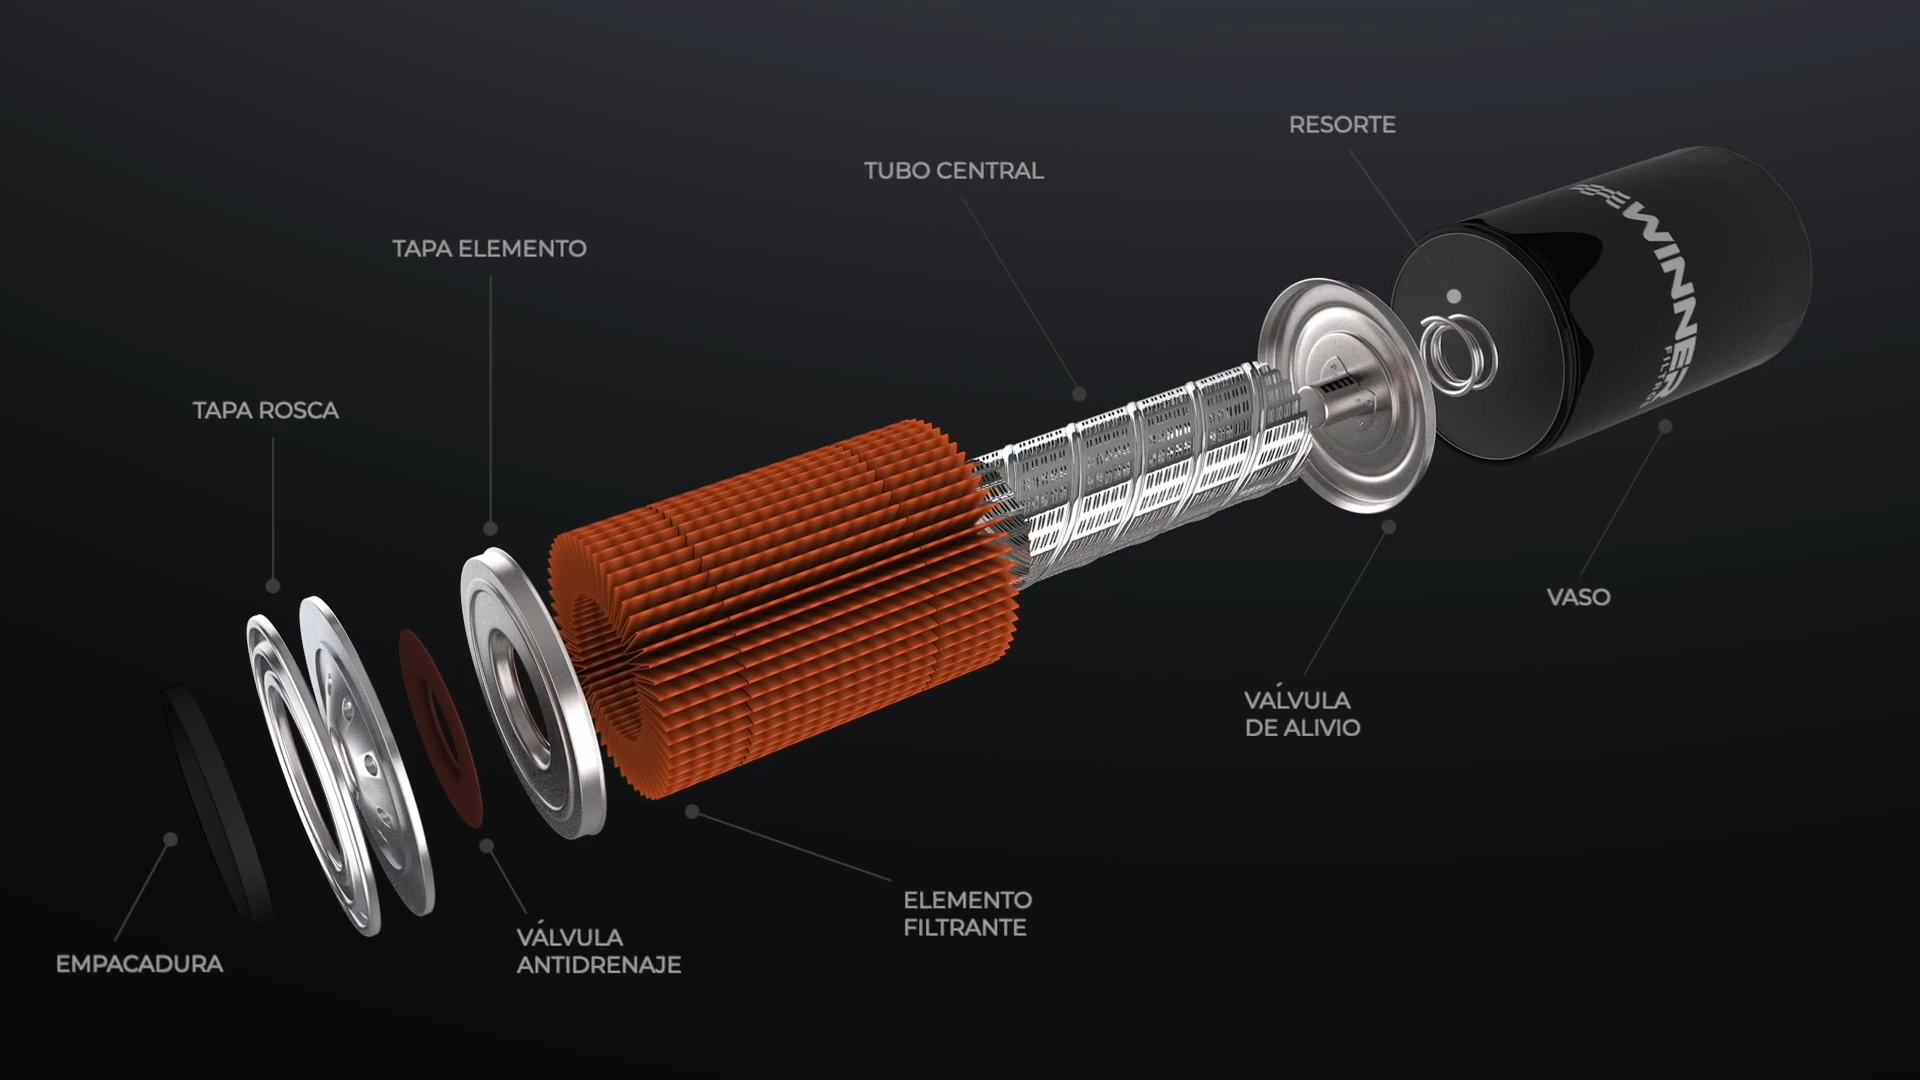 RESORTE
TUBO CENTRAL
TAPA ELEMENTO
TAPA ROSCA
WINNER
VASO
VÁLVULA
DE ALIVIO
ELEMENTO
FILTRANTE
VÁLVULA
ANTIDRENAJE
EMPACADURA